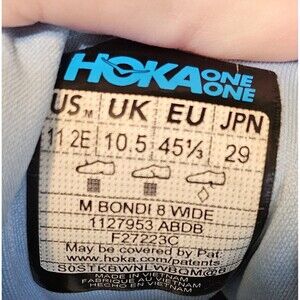 HOKA ONE ONE
US M UK EU JPN
11 2E 10.5 45⅓ 29
M BONDI 8 WIDE
1127953 ABDB
F27223C
May be covered by Pat:
www.hoka.com/patents
MADE IN VIETNAM
FABRIQUÉ AU VIETNAM
HECHO EN VIETNAM